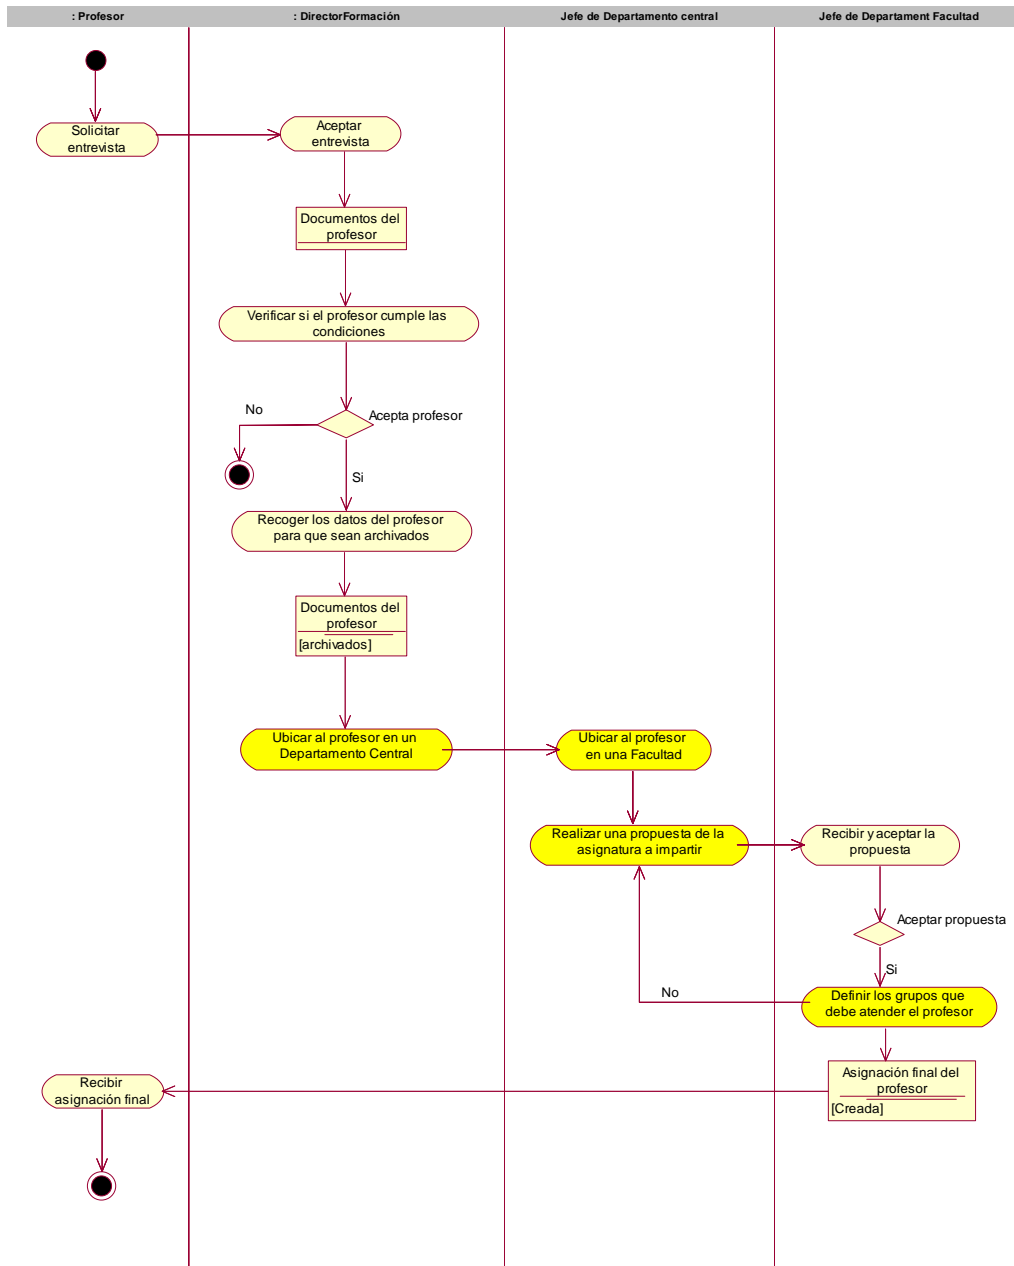 : Profesor
: DirectorFormación
Jefe de Departamento central
Jefe de Department Facultad
Solicitar
entrevista
Aceptar
entrevista
Documentos del
profesor
Verificar si el profesor cumple las
condiciones
No
Acepta profesor
Si
Recoger los datos del profesor
para que sean archivados
Documentos del
profesor
[archivados]
Ubicar al profesor en un
Departamento Central
Ubicar al profesor
en una Facultad
Realizar una propuesta de la
asignatura a impartir
Recibir y aceptar la
propuesta
Aceptar propuesta
Si
No
Definir los grupos que
debe atender el profesor
Asignación final del
profesor
[Creada]
Recibir
asignación final